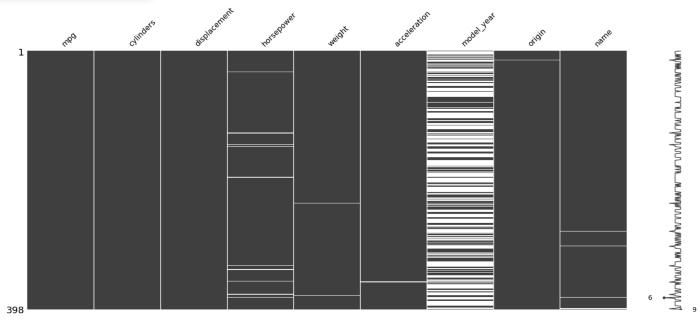 mpg
cylinders
displacement
horsepower
weight
acceleration
model_year
origin
name
1
398
6
9